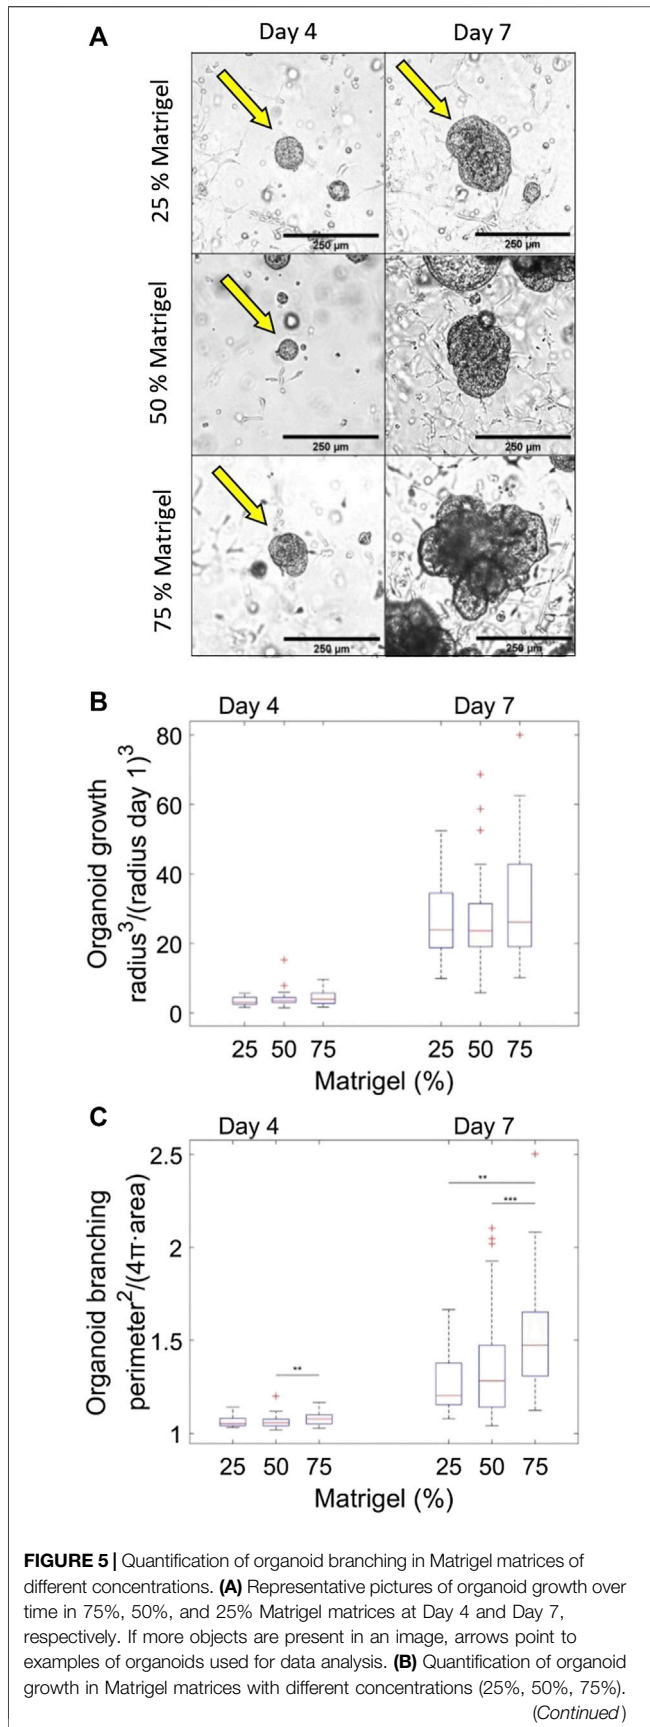 A
Day 4 Day 7
25 % Matrigel
250 µm 250 µm
50 % Matrigel
250 µm 250 µm
75 % Matrigel
250 µm 250 µm
B
Day 4 Day 7
Organoid growth
radius³/(radius day 1)³
80
60
40
20
0
25 50 75 25 50 75
Matrigel (%)
C
Day 4 Day 7
Organoid branching
perimeter²/(4π·area)
2.5
2
1.5
1
** ** ***
25 50 75 25 50 75
Matrigel (%)
FIGURE 5 | Quantification of organoid branching in Matrigel matrices of
different concentrations. (A) Representative pictures of organoid growth over
time in 75%, 50%, and 25% Matrigel matrices at Day 4 and Day 7,
respectively. If more objects are present in an image, arrows point to
examples of organoids used for data analysis. (B) Quantification of organoid
growth in Matrigel matrices with different concentrations (25%, 50%, 75%).
(Continued)